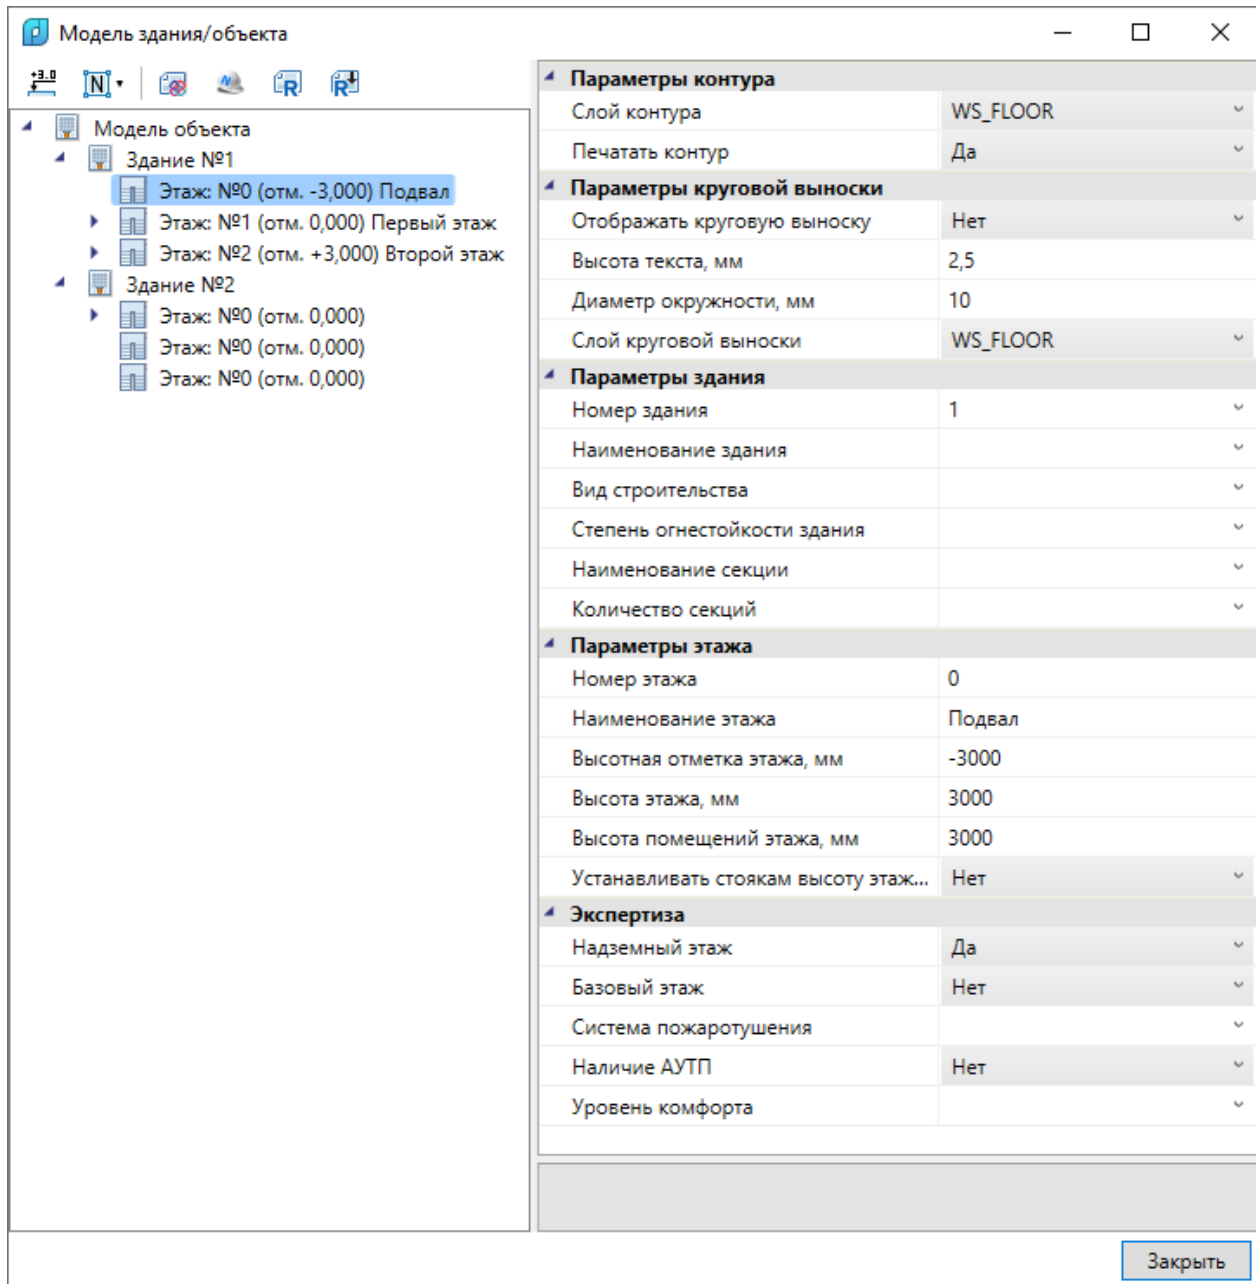 Модель здания/объекта
+3.0 N R R
Модель объекта
Здание №1
Этаж: №0 (отм. -3,000) Подвал
Этаж: №1 (отм. 0,000) Первый этаж
Этаж: №2 (отм. +3,000) Второй этаж
Здание №2
Этаж: №0 (отм. 0,000)
Этаж: №0 (отм. 0,000)
Этаж: №0 (отм. 0,000)
Параметры контура
Слой контура WS_FLOOR
Печатать контур Да
Параметры круговой выноски
Отображать круговую выноску Нет
Высота текста, мм 2,5
Диаметр окружности, мм 10
Слой круговой выноски WS_FLOOR
Параметры здания
Номер здания 1
Наименование здания
Вид строительства
Степень огнестойкости здания
Наименование секции
Количество секций
Параметры этажа
Номер этажа 0
Наименование этажа Подвал
Высотная отметка этажа, мм -3000
Высота этажа, мм 3000
Высота помещений этажа, мм 3000
Устанавливать стоякам высоту этаж... Нет
Экспертиза
Надземный этаж Да
Базовый этаж Нет
Система пожаротушения
Наличие АУТП Нет
Уровень комфорта
Закрыть